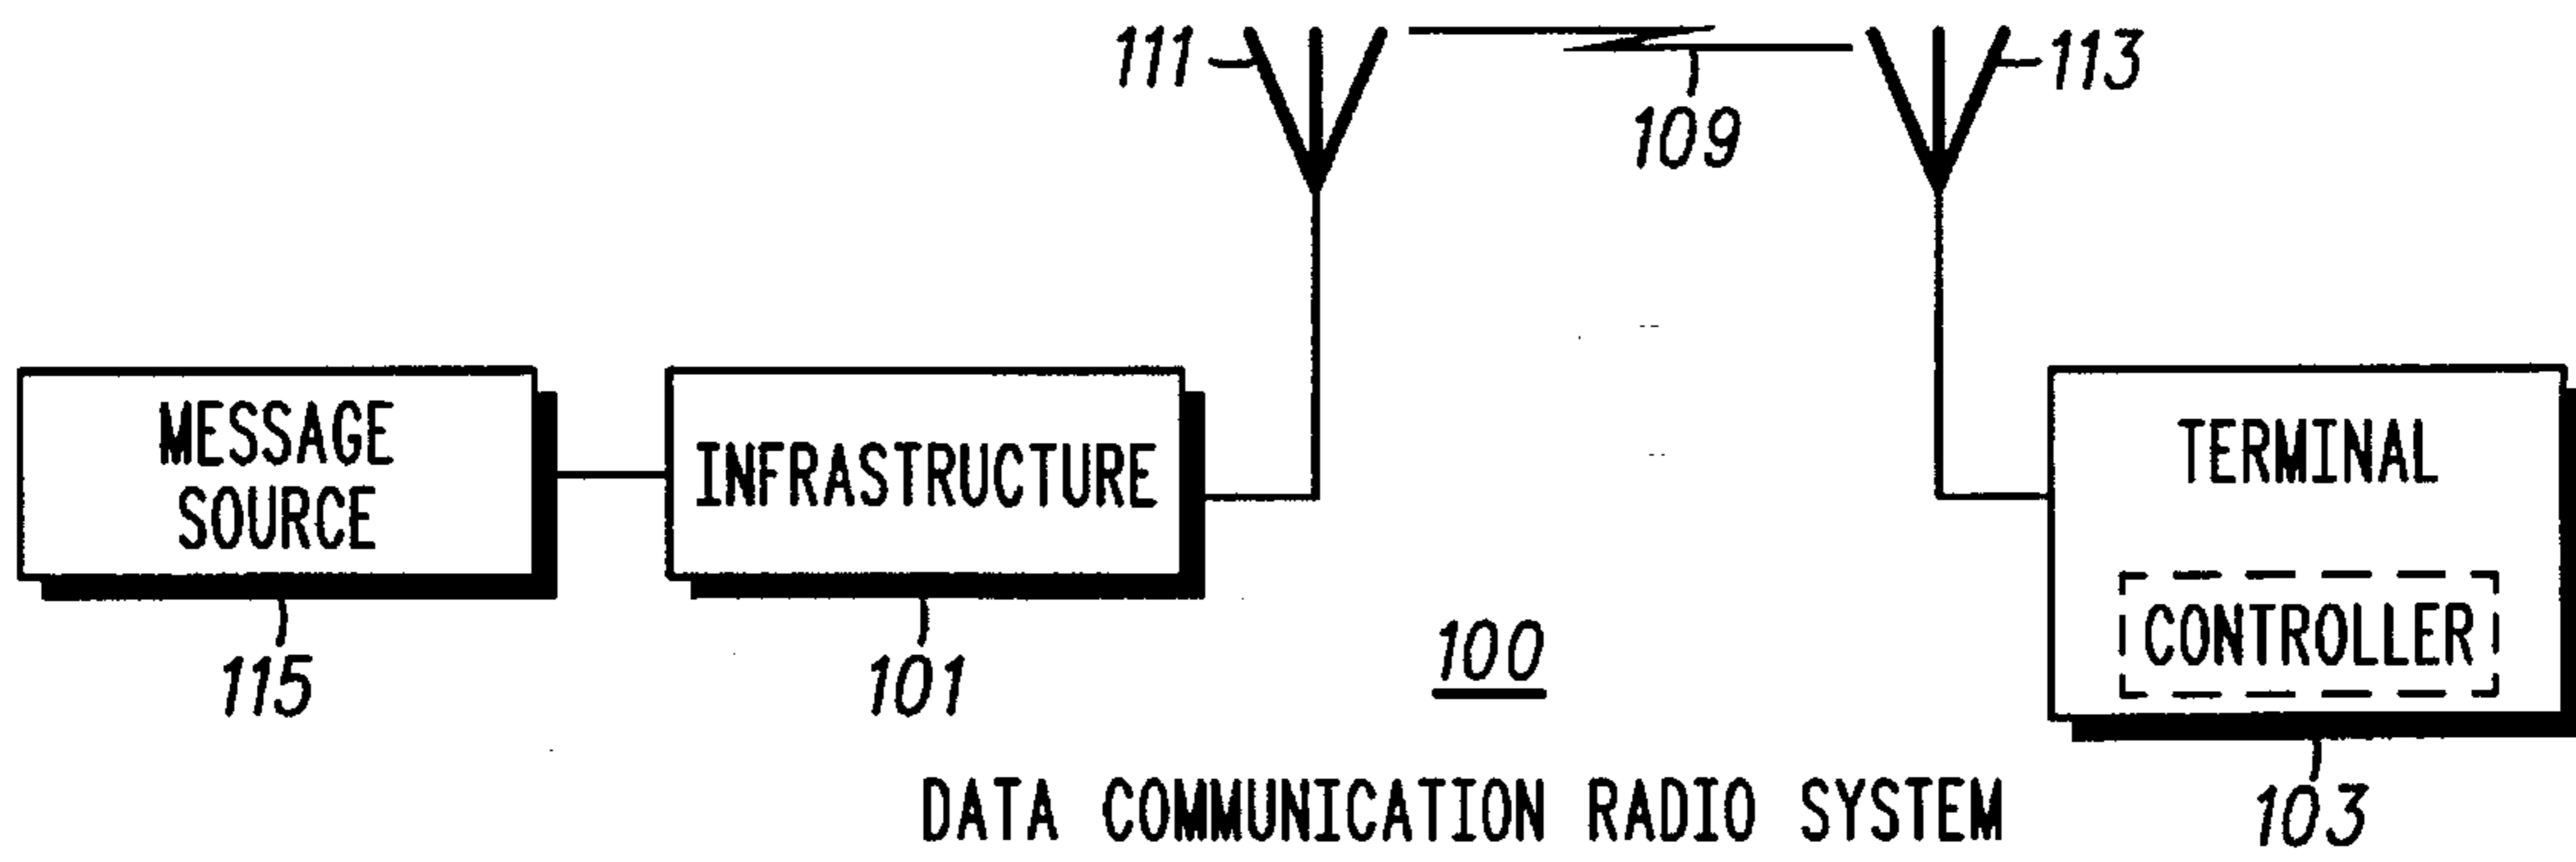 111
109
113
MESSAGE
SOURCE
INFRASTRUCTURE
TERMINAL
CONTROLLER
115
101
100
103
DATA COMMUNICATION RADIO SYSTEM